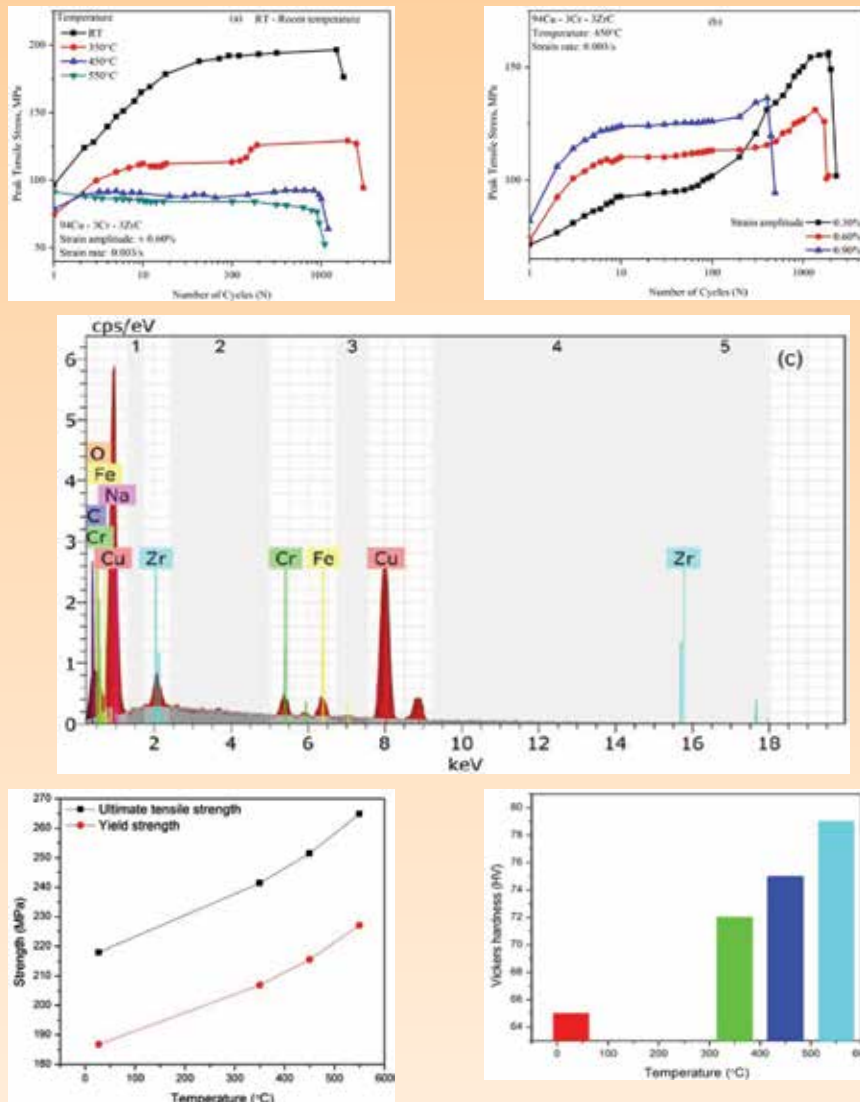 Temperature
(a) RT - Room temperature
RT
350°C
450°C
550°C
200
150
100
50
Peak Tensile Stress, MPa
94Cu - 3Cr - 3ZrC
Strain amplitude: ± 0.60%
Strain rate: 0.003/s
1
10
100
1000
Number of Cycles (N)
94Cu - 3Cr - 3ZrC
(b)
Temperature: 450°C
Strain rate: 0.003/s
150
100
Peak Tensile Stress, MPa
Strain amplitude
0.30%
0.60%
0.90%
1
10
100
1000
Number of Cycles (N)
cps/eV
1 2 3 4 5
(c)
6
5
4
3
2
1
0
O
Fe
Na
C
Cr
Cu Zr Cr Fe Cu Zr
2 4 6 8 10 12 14 16 18
keV
Ultimate tensile strength
Yield strength
270
260
250
240
230
220
210
200
190
180
Strength (MPa)
0 100 200 300 400 500 600
Temperature (°C)
80
78
76
74
72
70
68
66
64
Vickers hardness (HV)
0 100 200 300 400 500
Temperature (°C)